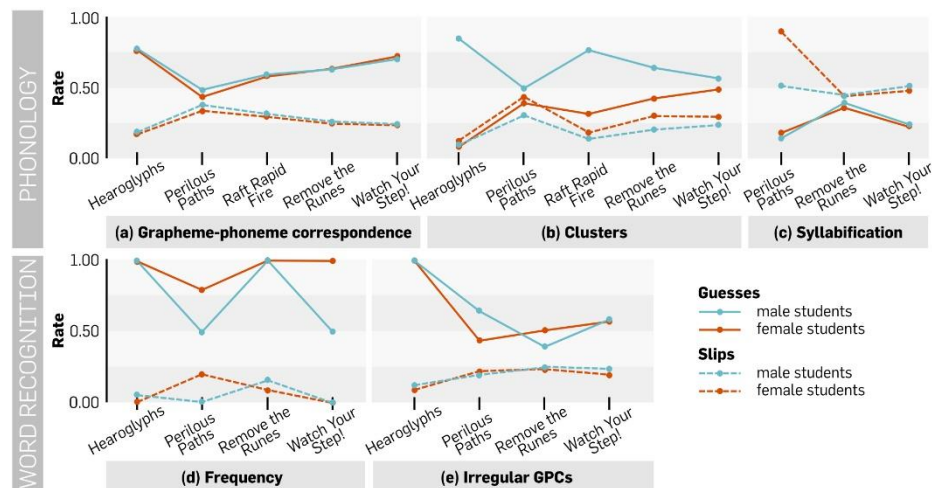 PHONOLOGY
Rate
1.00
0.50
0.00
Hearoglyphs
Perilous
Paths
Raft Rapid
Fire
Remove the
Runes
Watch Your
Step!
(a) Grapheme-phoneme correspondence
Hearoglyphs
Perilous
Paths
Raft Rapid
Fire
Remove the
Runes
Watch Your
Step!
(b) Clusters
Perilous
Paths
Remove the
Runes
Watch Your
Step!
(c) Syllabification
WORD RECOGNITION
Rate
1.00
0.50
0.00
Hearoglyphs
Perilous
Paths
Remove the
Runes
Watch Your
Step!
(d) Frequency
Hearoglyphs
Perilous
Paths
Remove the
Runes
Watch Your
Step!
(e) Irregular GPCs
Guesses
male students
female students
Slips
male students
female students